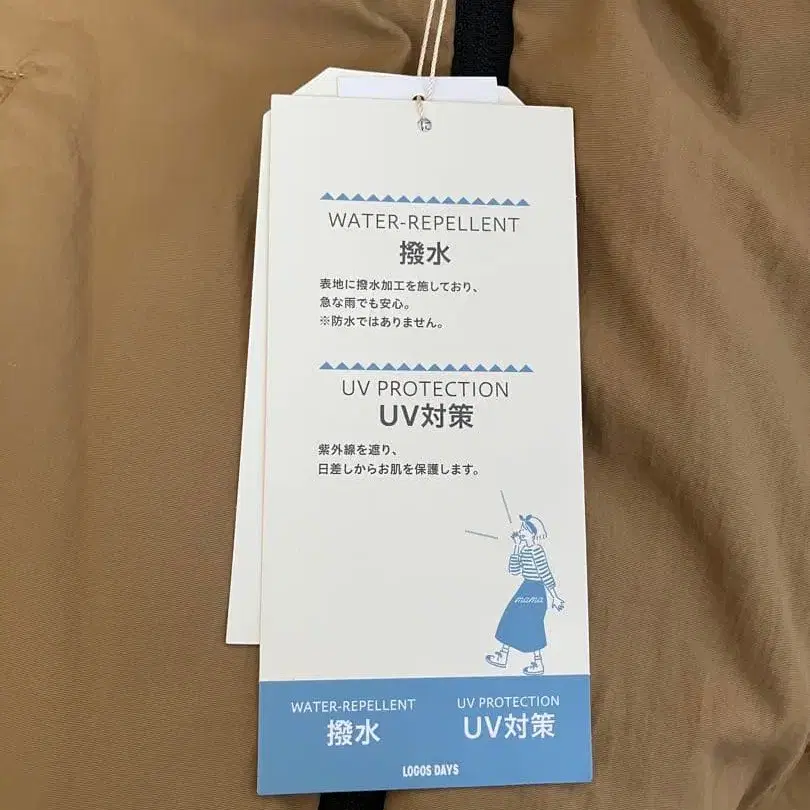 WATER-REPELLENT
撥水
表地に撥水加工を施しており、
急な雨でも安心。
※防水ではありません。
UV PROTECTION
UV対策
紫外線を遮り、
日差しからお肌を保護します。
mama
WATER-REPELLENT
撥水
UV PROTECTION
UV対策
LOGOS DAYS